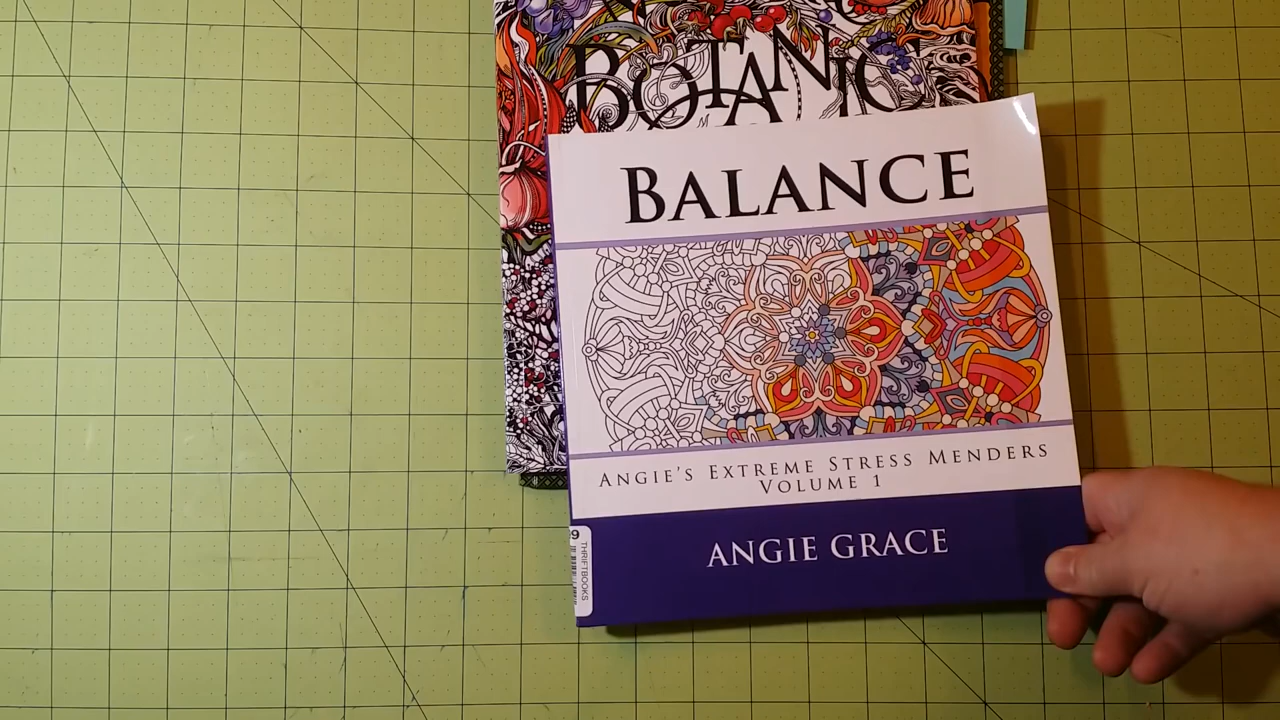 BOTANIC
BALANCE
ANGIE'S EXTREME STRESS MENDERS
VOLUME 1
ANGIE GRACE
THRIFTBOOKS